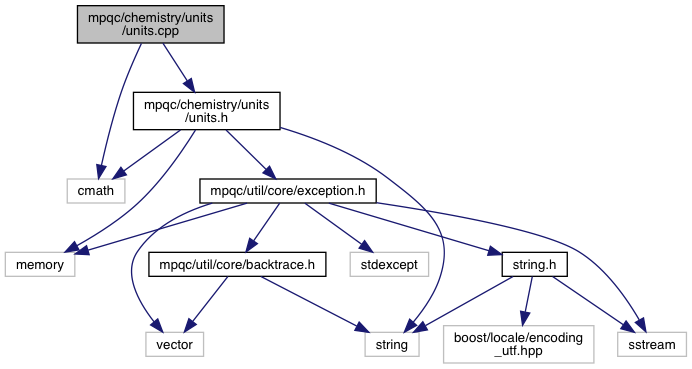 mpqc/chemistry/units
/units.cpp
mpqc/chemistry/units
/units.h
cmath
mpqc/util/core/exception.h
memory
mpqc/util/core/backtrace.h
stdexcept
string.h
vector
string
boost/locale/encoding
_utf.hpp
sstream